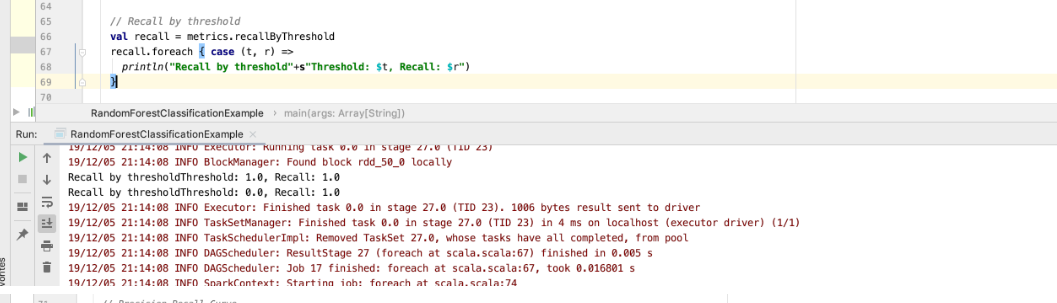 64
65 // Recall by threshold
66 val recall = metrics.recallByThreshold
67 recall.foreach { case (t, r) =>
68 println("Recall by threshold"+s"Threshold: $t, Recall: $r")
69 }
70
RandomForestClassificationExample › main(args: Array[String])
Run: RandomForestClassificationExample ×
19/12/05 21:14:08 INFO Executor: Running task 0.0 in stage 27.0 (TID 23)
19/12/05 21:14:08 INFO BlockManager: Found block rdd_50_0 locally
Recall by thresholdThreshold: 1.0, Recall: 1.0
Recall by thresholdThreshold: 0.0, Recall: 1.0
19/12/05 21:14:08 INFO Executor: Finished task 0.0 in stage 27.0 (TID 23). 1006 bytes result sent to driver
19/12/05 21:14:08 INFO TaskSetManager: Finished task 0.0 in stage 27.0 (TID 23) in 4 ms on localhost (executor driver) (1/1)
19/12/05 21:14:08 INFO TaskSchedulerImpl: Removed TaskSet 27.0, whose tasks have all completed, from pool
19/12/05 21:14:08 INFO DAGScheduler: ResultStage 27 (foreach at scala.scala:67) finished in 0.005 s
19/12/05 21:14:08 INFO DAGScheduler: Job 17 finished: foreach at scala.scala:67, took 0.016801 s
19/12/05 21:14:08 INFO SparkContext: Starting job: foreach at scala.scala:74
71 // Precision-Recall Curve